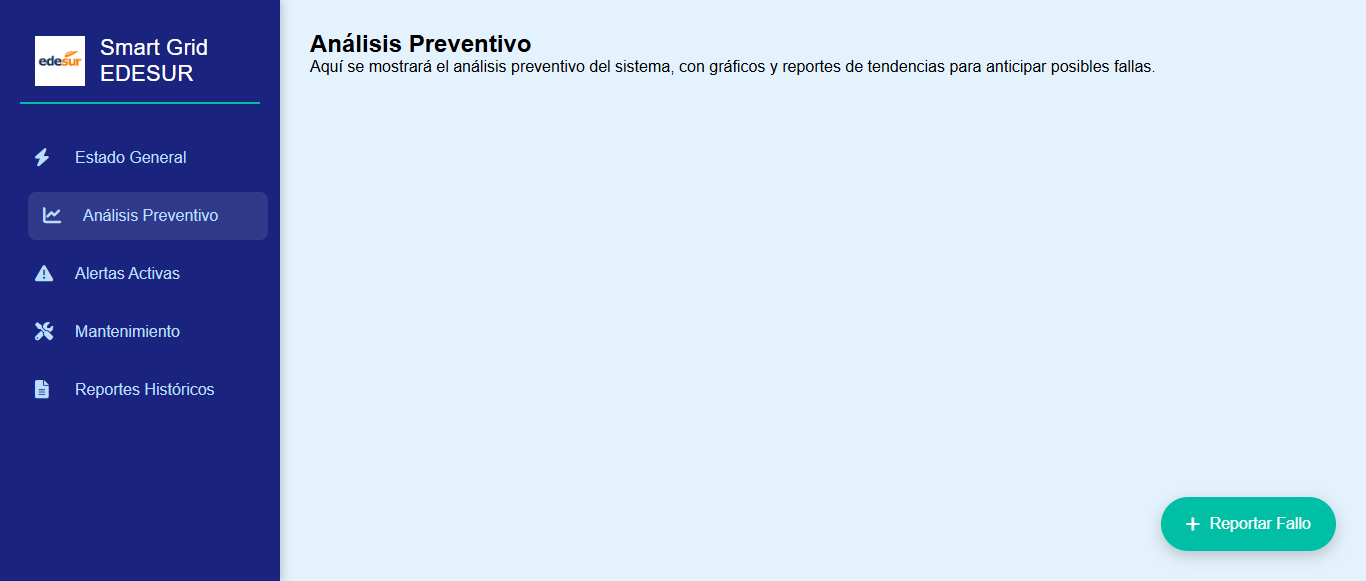 edesur
Smart Grid
EDESUR
Estado General
Análisis Preventivo
Alertas Activas
Mantenimiento
Reportes Históricos
Análisis Preventivo
Aquí se mostrará el análisis preventivo del sistema, con gráficos y reportes de tendencias para anticipar posibles fallas.
Reportar Fallo